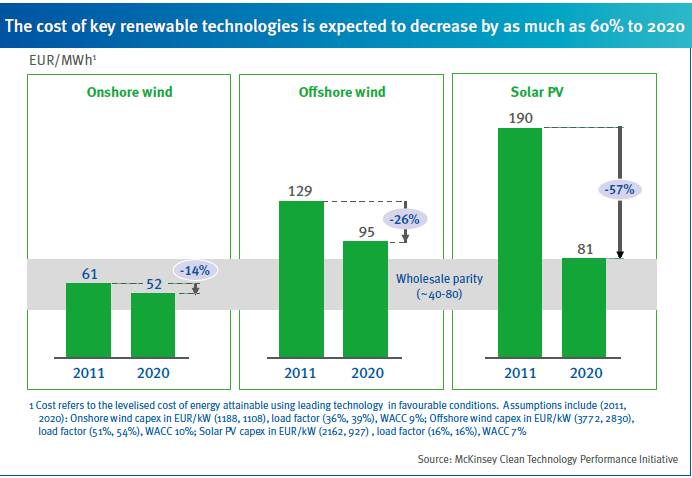 The cost of key renewable technologies is expected to decrease by as much as 60% to 2020
EUR/MWh¹
Onshore wind
61
52
-14%
2011 2020
Offshore wind
129
95
-26%
2011 2020
Solar PV
190
81
-57%
2011 2020
Wholesale parity
(~40-80)
1 Cost refers to the levelised cost of energy attainable using leading technology in favourable conditions. Assumptions include (2011,
2020): Onshore wind capex in EUR/kW (1188, 1108), load factor (36%, 39%), WACC 9%; Offshore wind capex in EUR/kW (3772, 2830),
load factor (51%, 54%), WACC 10%; Solar PV capex in EUR/kW (2162, 927) , load factor (16%, 16%), WACC 7%
Source: McKinsey Clean Technology Performance Initiative